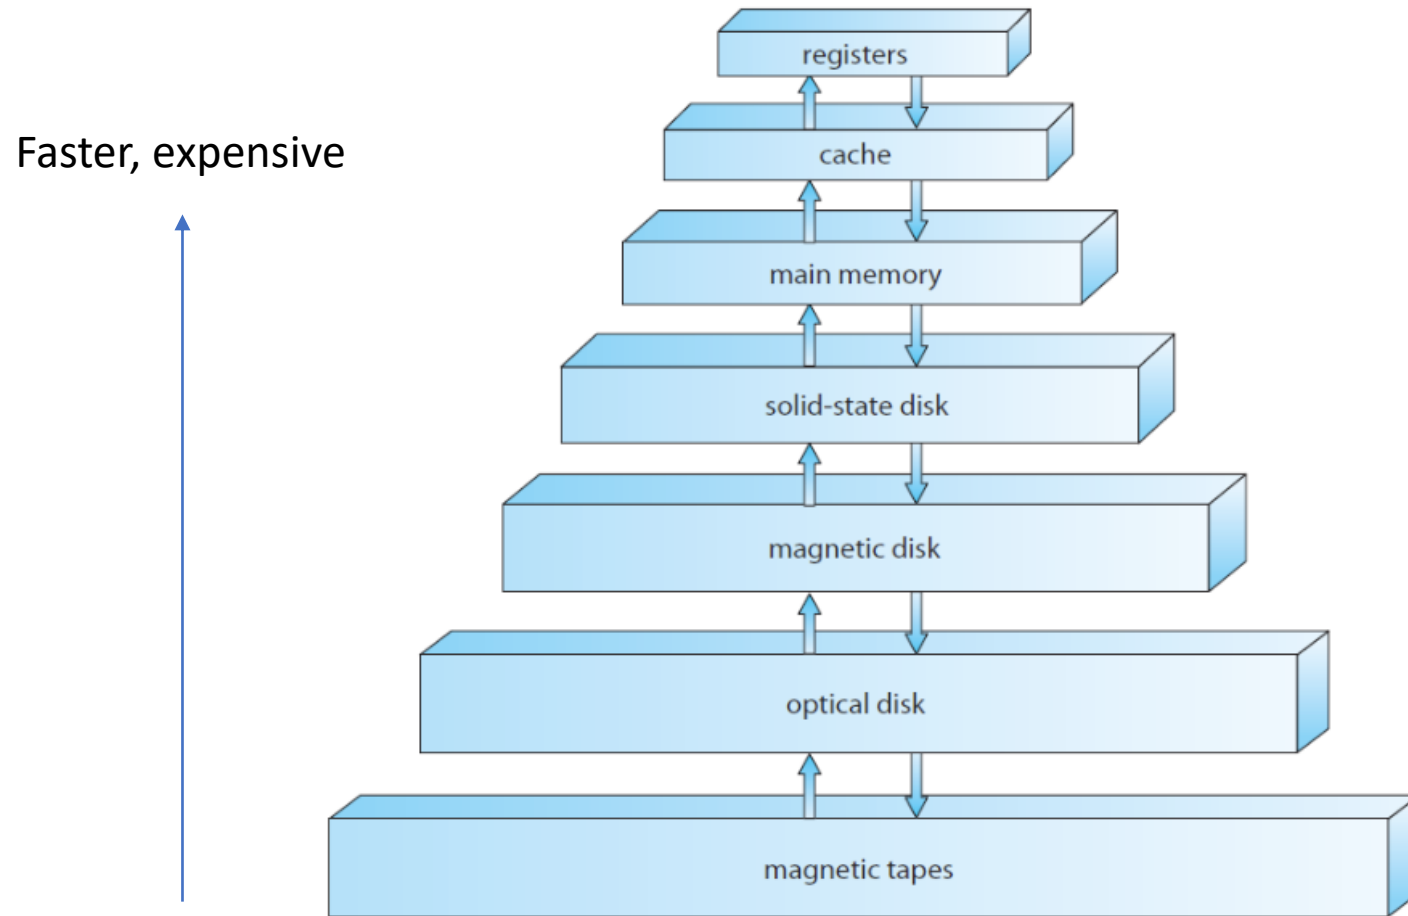 registers
cache
Faster, expensive
main memory
solid-state disk
magnetic disk
optical disk
magnetic tapes